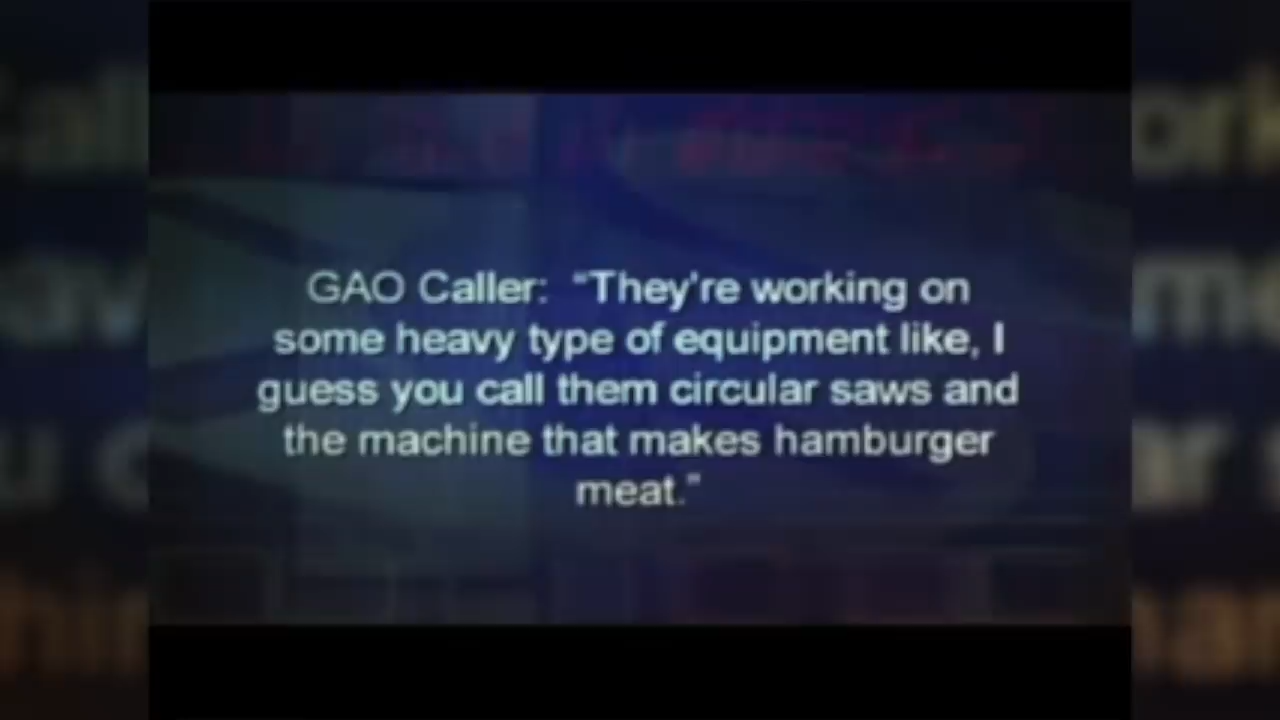 GAO Caller: “They're working on
some heavy type of equipment like, I
guess you call them circular saws and
the machine that makes hamburger
meat.”